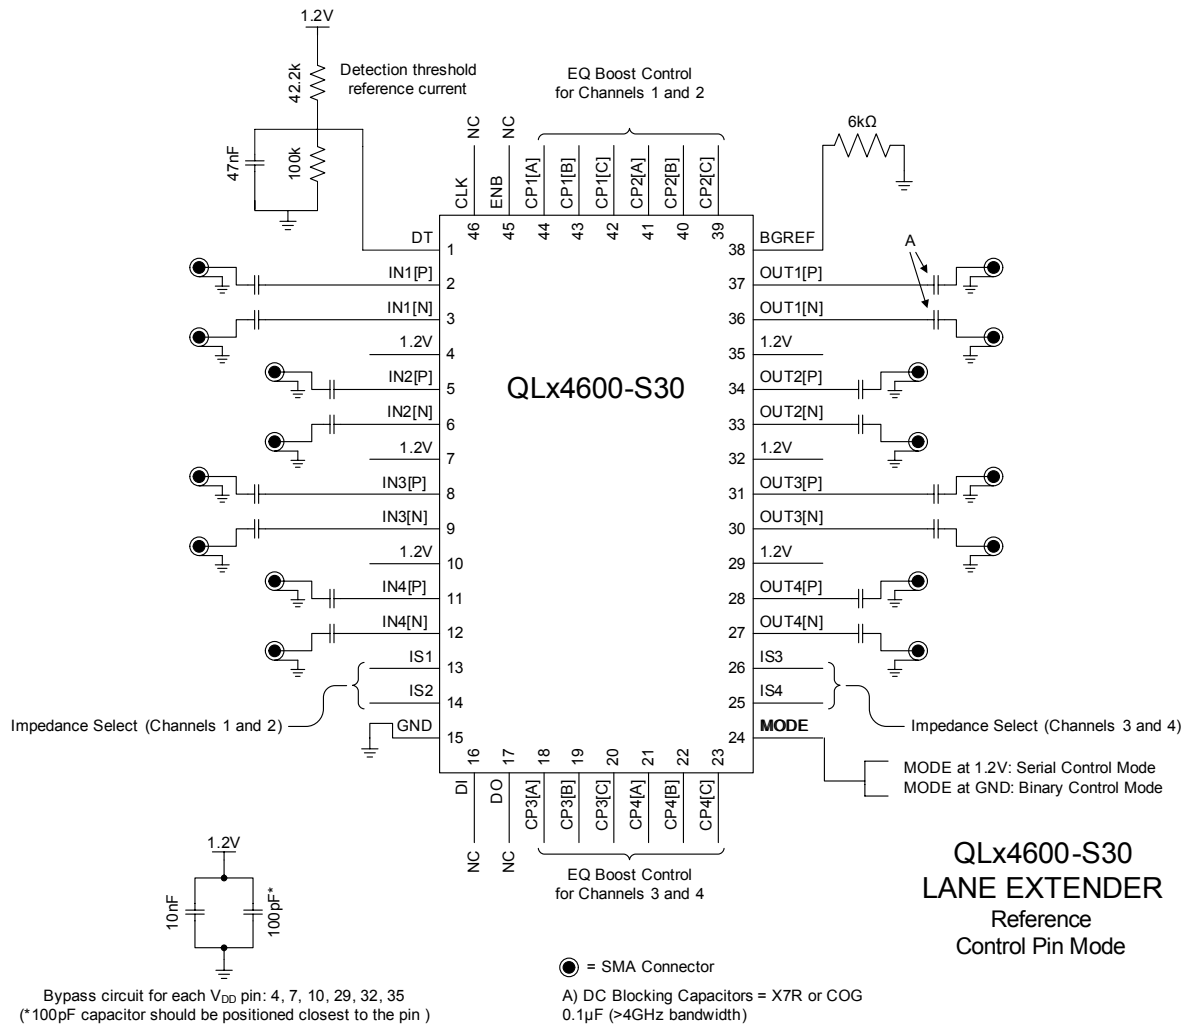 1.2V
42.2k
Detection threshold
reference current
47nF
100k
EQ Boost Control
for Channels 1 and 2
6kΩ
NC
NC
CLK
ENB
CP1[A]
CP1[B]
CP1[C]
CP2[A]
CP2[B]
CP2[C]
46
45
44
43
42
41
40
39
DT
1
38
BGREF
A
IN1[P]
2
37
OUT1[P]
IN1[N]
3
36
OUT1[N]
1.2V
4
35
1.2V
IN2[P]
5
QLx4600-S30
34
OUT2[P]
IN2[N]
6
33
OUT2[N]
1.2V
7
32
1.2V
IN3[P]
8
31
OUT3[P]
IN3[N]
9
30
OUT3[N]
1.2V
10
29
1.2V
IN4[P]
11
28
OUT4[P]
IN4[N]
12
27
OUT4[N]
IS1
13
26
IS3
IS2
14
25
IS4
Impedance Select (Channels 1 and 2)
Impedance Select (Channels 3 and 4)
GND
15
24
MODE
16
17
18
19
20
21
22
23
DI
DO
CP3[A]
CP3[B]
CP3[C]
CP4[A]
CP4[B]
CP4[C]
NC
NC
MODE at 1.2V: Serial Control Mode
MODE at GND: Binary Control Mode
EQ Boost Control
for Channels 3 and 4
1.2V
10nF
100pF*
Bypass circuit for each VDD pin: 4, 7, 10, 29, 32, 35
(*100pF capacitor should be positioned closest to the pin )
QLx4600-S30
LANE EXTENDER
Reference
Control Pin Mode
= SMA Connector
A) DC Blocking Capacitors = X7R or COG
0.1µF (>4GHz bandwidth)